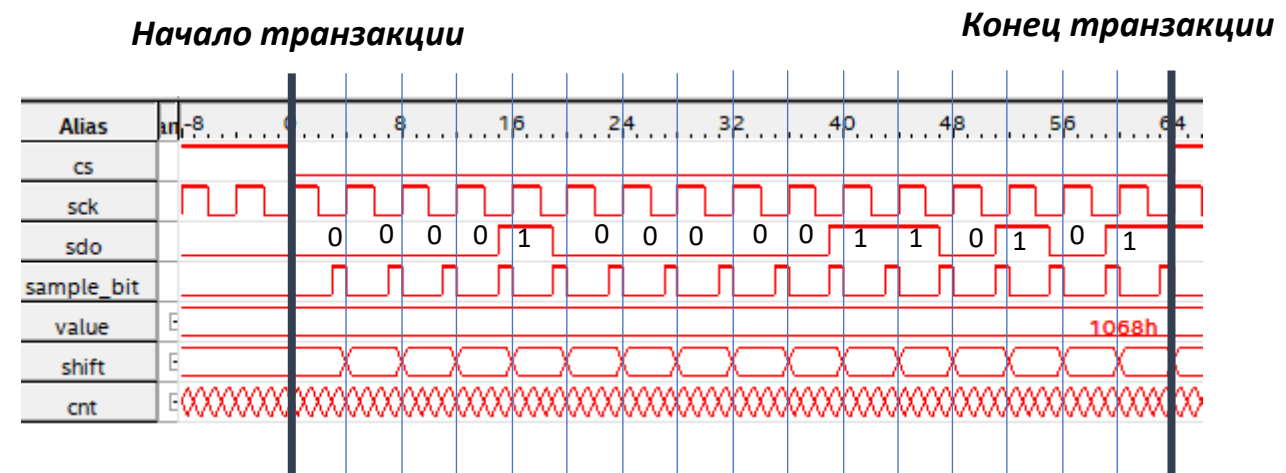 Начало транзакции
Конец транзакции
Alias
-8 0 8 16 24 32 40 48 56 64
cs
sck
sdo 0 0 0 0 1 0 0 0 0 0 1 1 0 1 0 1
sample_bit
value 1068h
shift
cnt